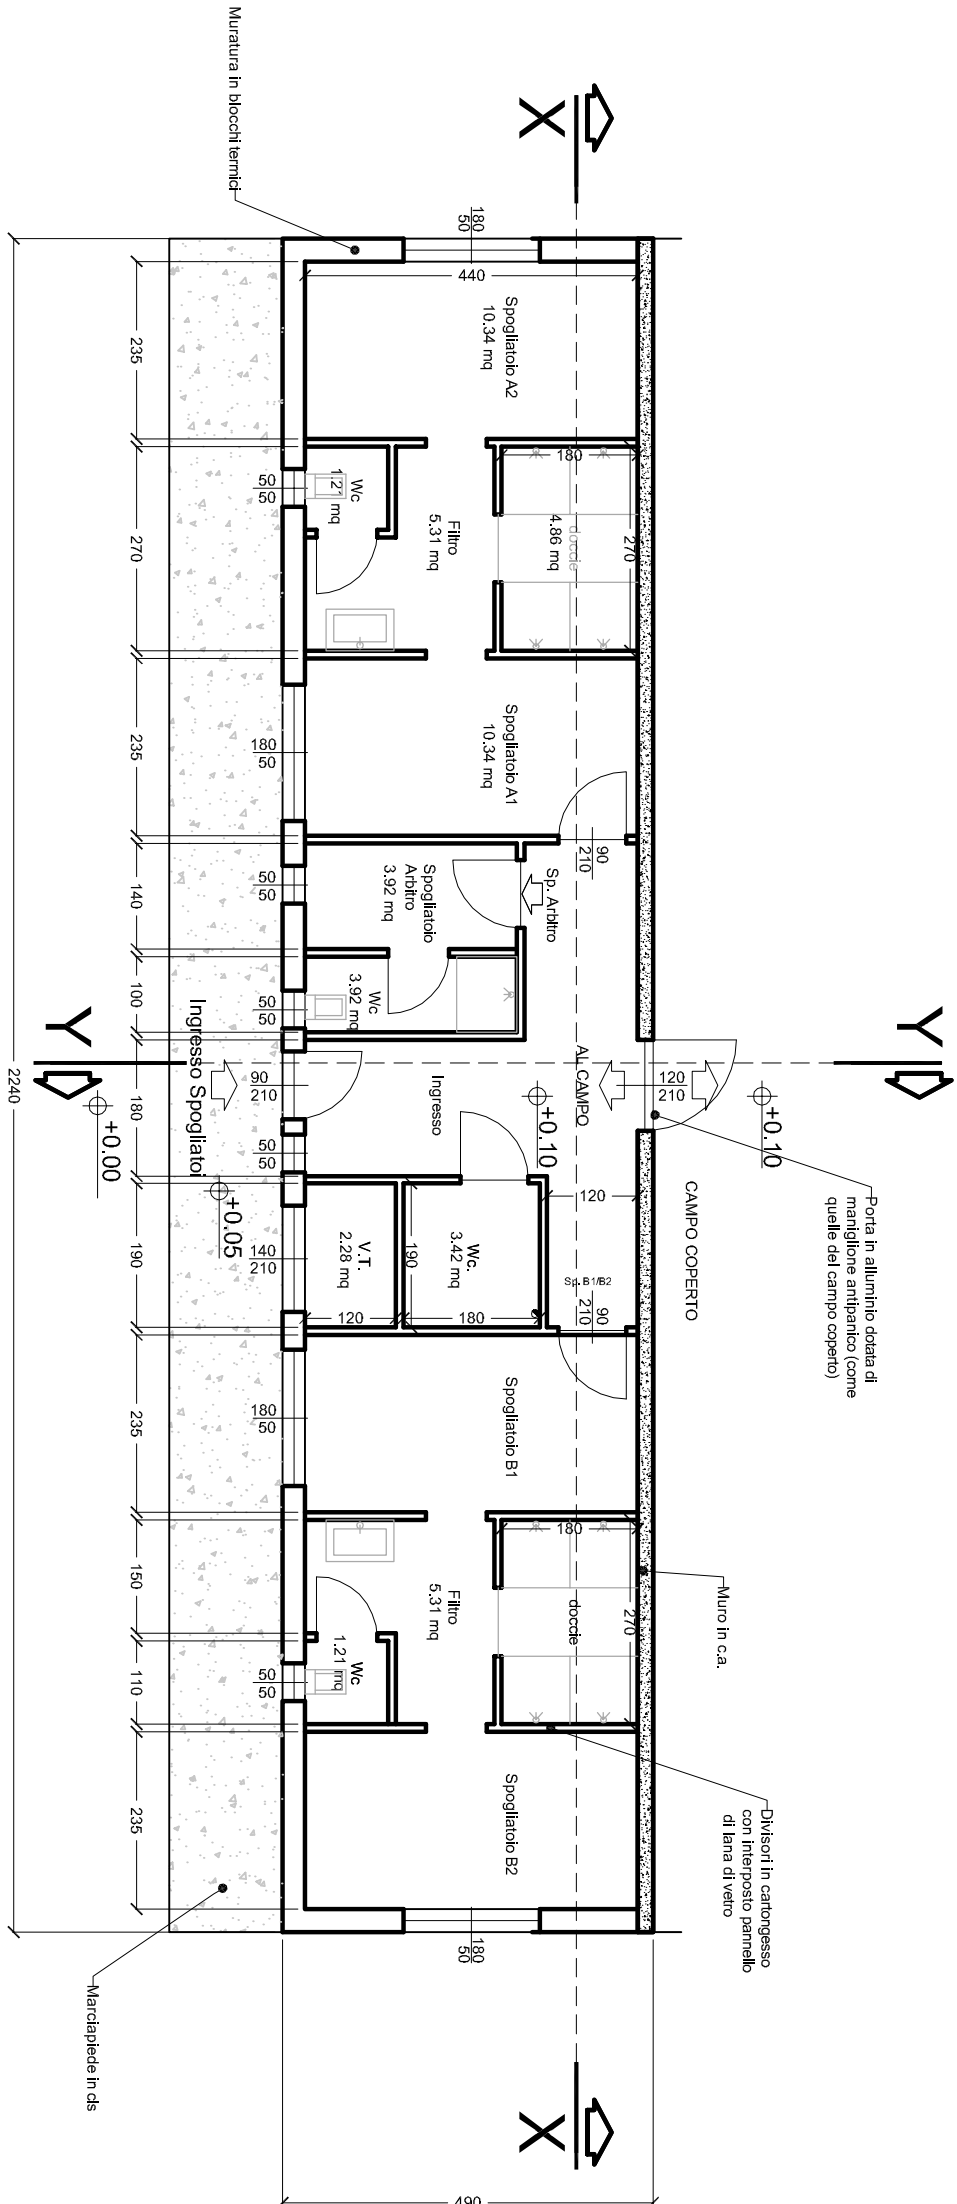 CAMPO COPERTO
Porta in alluminio dotata di
maniglione antipanico (come
quelle del campo coperto)
Muro in c.a.
Divisori in cartongesso
con interposto pannello
di lana di vetro
Muratura in blocchi termici
Marciapiede in cls
X
X
Y
Y
+0.10
+0.10
+0.05
+0.00
AL CAMPO
120
210
Ingresso
Ingresso Spogliatoi
90
210
Spogliatoio A2
10.34 mq
440
180
50
doccie
4.86 mq
180
270
Filtro
5.31 mq
Wc
1.21 mq
50
50
Spogliatoio A1
10.34 mq
180
50
90
210
Sp. Arbitro
Spogliatoio
Arbitro
3.92 mq
50
50
Wc
3.92 mq
50
50
50
50
Wc.
3.42 mq
190
180
V.T.
2.28 mq
120
140
210
120
Sp. B1/B2
90
210
Spogliatoio B1
180
50
doccie
180
270
Filtro
5.31 mq
Wc
1.21 mq
50
50
Spogliatoio B2
180
50
235
270
235
140
100
180
190
235
150
110
235
2240
490